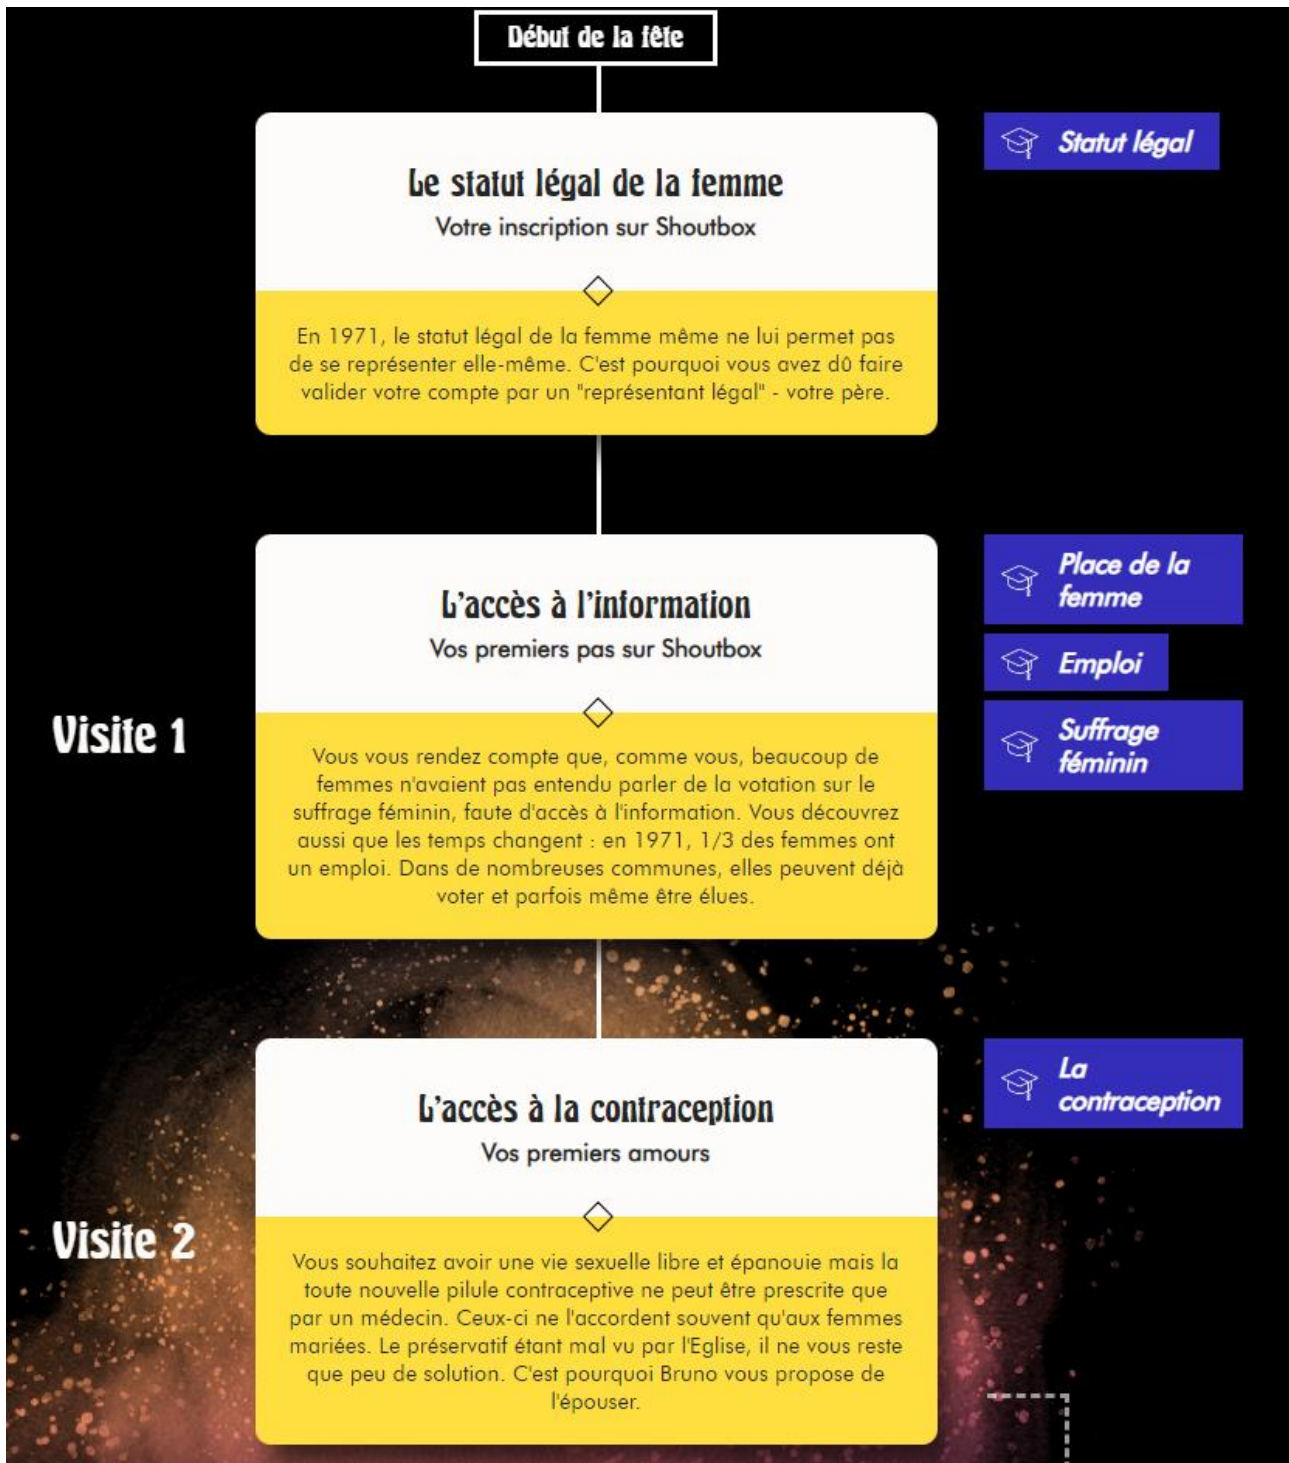 Début de la fête
Le statut légal de la femme
Votre inscription sur Shoutbox
En 1971, le statut légal de la femme même ne lui permet pas
de se représenter elle-même. C'est pourquoi vous avez dû faire
valider votre compte par un "représentant légal" - votre père.
Statut légal
L'accès à l'information
Vos premiers pas sur Shoutbox
Visite 1
Vous vous rendez compte que, comme vous, beaucoup de
femmes n'avaient pas entendu parler de la votation sur le
suffrage féminin, faute d'accès à l'information. Vous découvrez
aussi que les temps changent : en 1971, 1/3 des femmes ont
un emploi. Dans de nombreuses communes, elles peuvent déjà
voter et parfois même être élues.
Place de la
femme
Emploi
Suffrage
féminin
L'accès à la contraception
Vos premiers amours
Visite 2
Vous souhaitez avoir une vie sexuelle libre et épanouie mais la
toute nouvelle pilule contraceptive ne peut être prescrite que
par un médecin. Ceux-ci ne l'accordent souvent qu'aux femmes
mariées. Le préservatif étant mal vu par l'Eglise, il ne vous reste
que peu de solution. C'est pourquoi Bruno vous propose de
l'épouser.
La
contraception